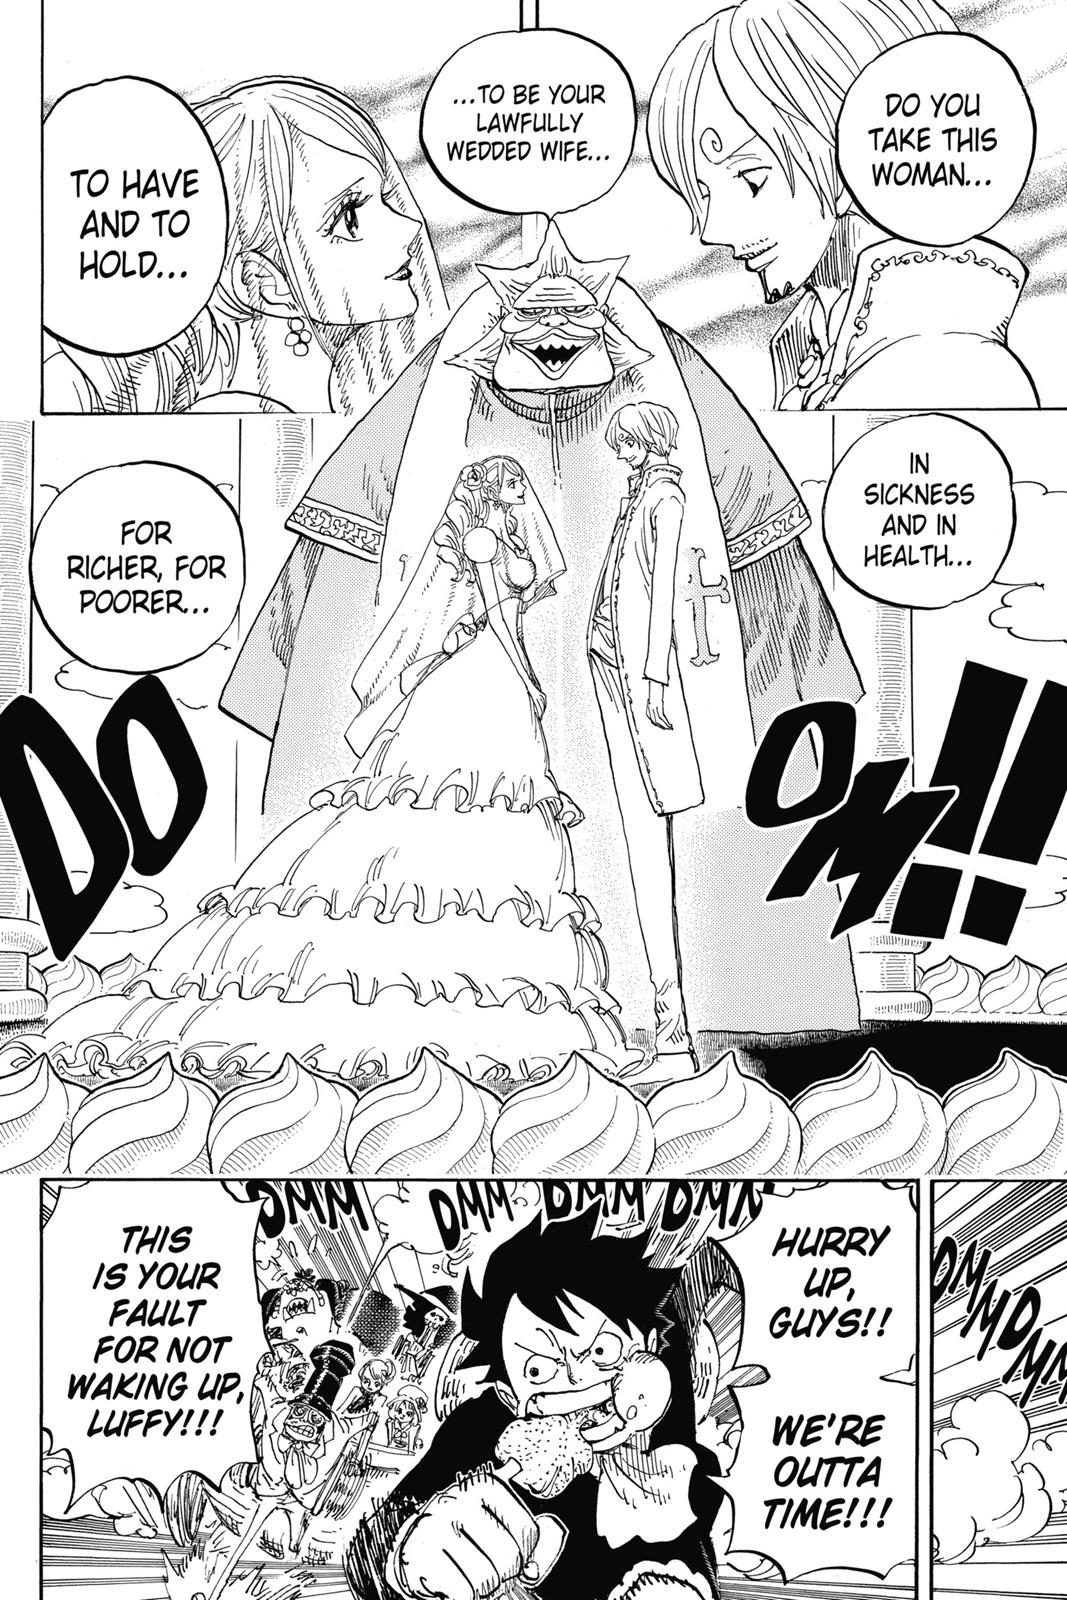 DO YOU
TAKE THIS
WOMAN...
...TO BE YOUR
LAWFULLY
WEDDED WIFE...
TO HAVE
AND TO
HOLD...
IN
SICKNESS
AND IN
HEALTH...
FOR
RICHER, FOR
POORER...
DOOM!!
DMMDMM
HURRY
UP,
GUYS!!
WE'RE
OUTTA
TIME!!!
DMM DMM DMM DMM
THIS
IS YOUR
FAULT
FOR NOT
WAKING UP,
LUFFY!!!